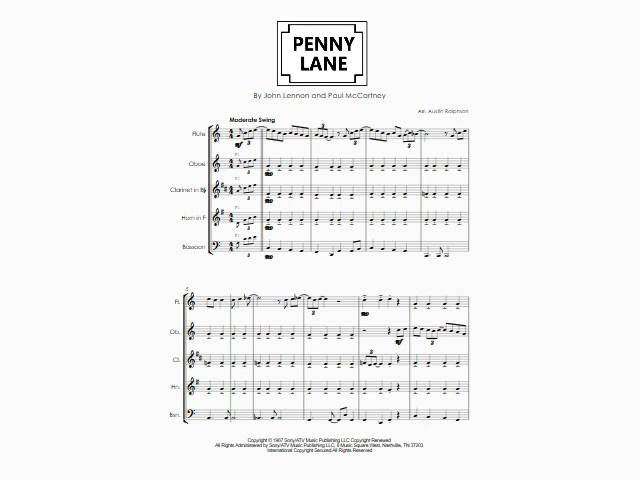 PENNY
LANE
By John Lennon and Paul McCartney
Arr. Austin Ralphson
Moderate Swing
Flute
Oboe
Clarinet in B♭
Horn in F
Bassoon
5
Fl.
Ob.
Cl.
Hn.
Bsn.
Copyright © 1967 Sony/ATV Music Publishing LLC Copyright Renewed
All Rights Administered by Sony/ATV Music Publishing LLC, 8 Music Square West, Nashville, TN 37203
International Copyright Secured All Rights Reserved